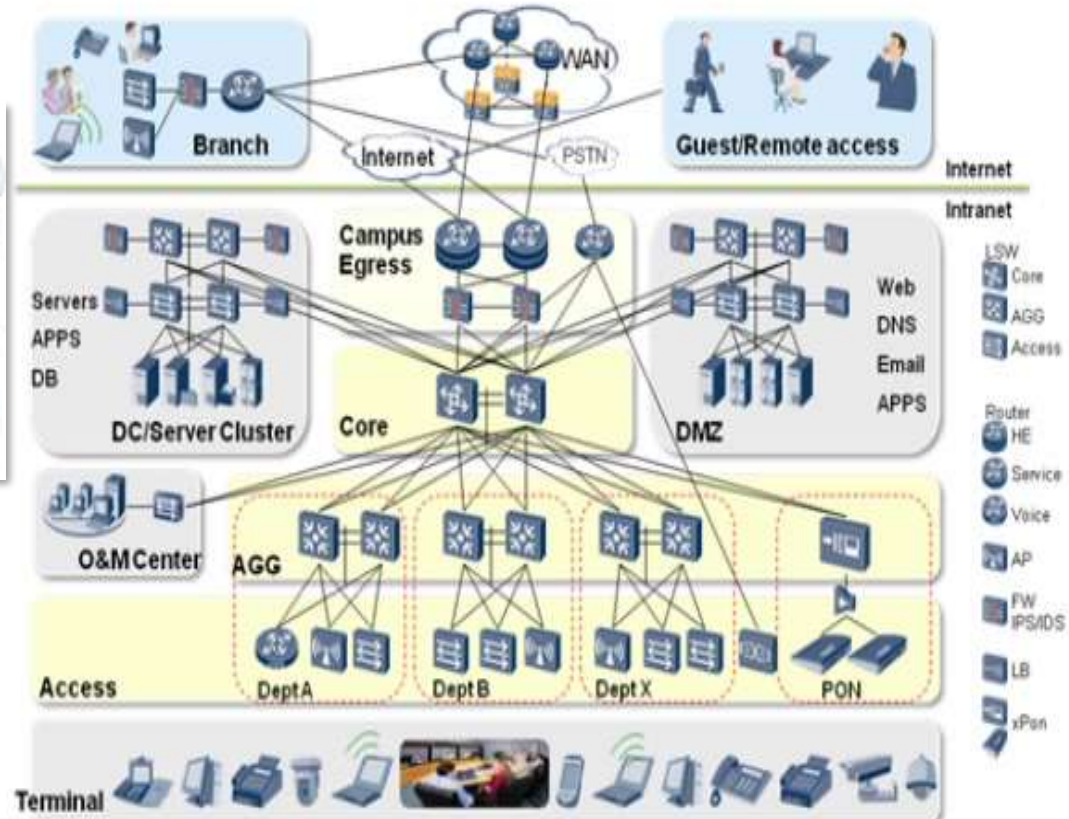 WAN
Branch
Internet
PSTN
Guest/Remote access
Internet
Intranet
Campus
Egress
Servers
APPS
DB
DC/Server Cluster
Core
Web
DNS
Email
APPS
DMZ
LSW
Core
AGG
Access
Router
HE
Service
Voice
AP
FW
IPS/IDS
LB
xPon
O&M Center
AGG
Access
Dept A
Dept B
Dept X
PON
Terminal